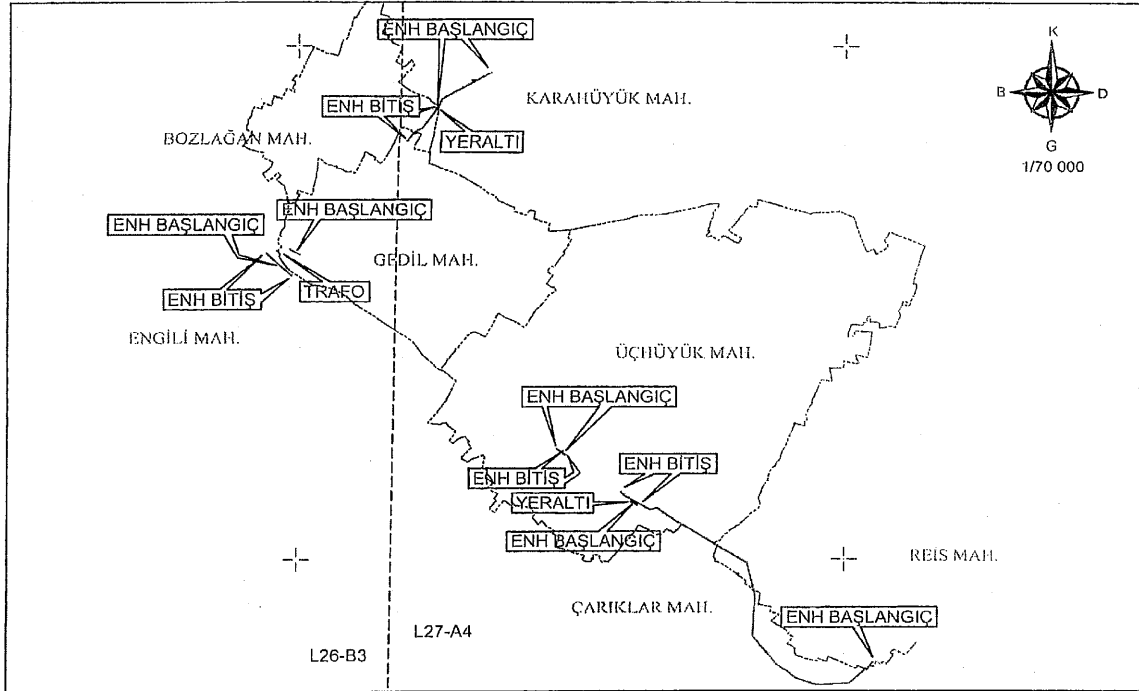 ENH BAŞLANGIÇ
K
KARAHÜYÜK MAH.
B
D
ENH BİTİŞ
BOZLAĞAN MAH.
YERALTI
G
1/70 000
ENH BAŞLANGIÇ
ENH BAŞLANGIÇ
GEDİL MAH.
ENH BİTİŞ
TRAFO
ENGİLİ MAH.
ÜÇHÜYÜK MAH.
ENH BAŞLANGIÇ
ENH BİTİŞ
ENH BİTİŞ
YERALTI
ENH BAŞLANGIÇ
REİS MAH.
ÇARIKLAR MAH.
ENH BAŞLANGIÇ
L27-A4
L26-B3